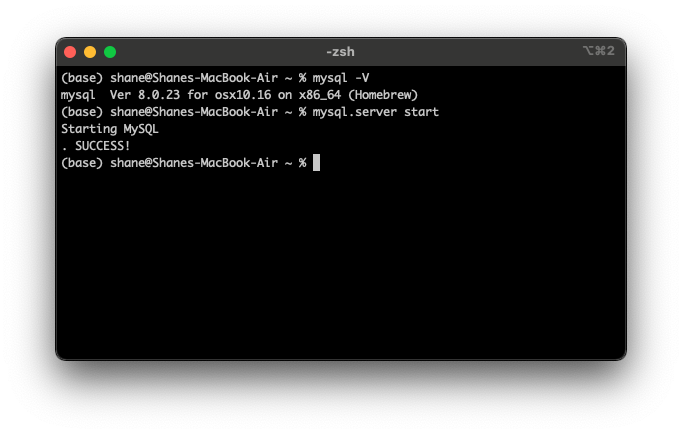 -zsh
⌥⌘2
(base) shane@Shanes-MacBook-Air ~ % mysql -V
mysql  Ver 8.0.23 for osx10.16 on x86_64 (Homebrew)
(base) shane@Shanes-MacBook-Air ~ % mysql.server start
Starting MySQL
. SUCCESS!
(base) shane@Shanes-MacBook-Air ~ %